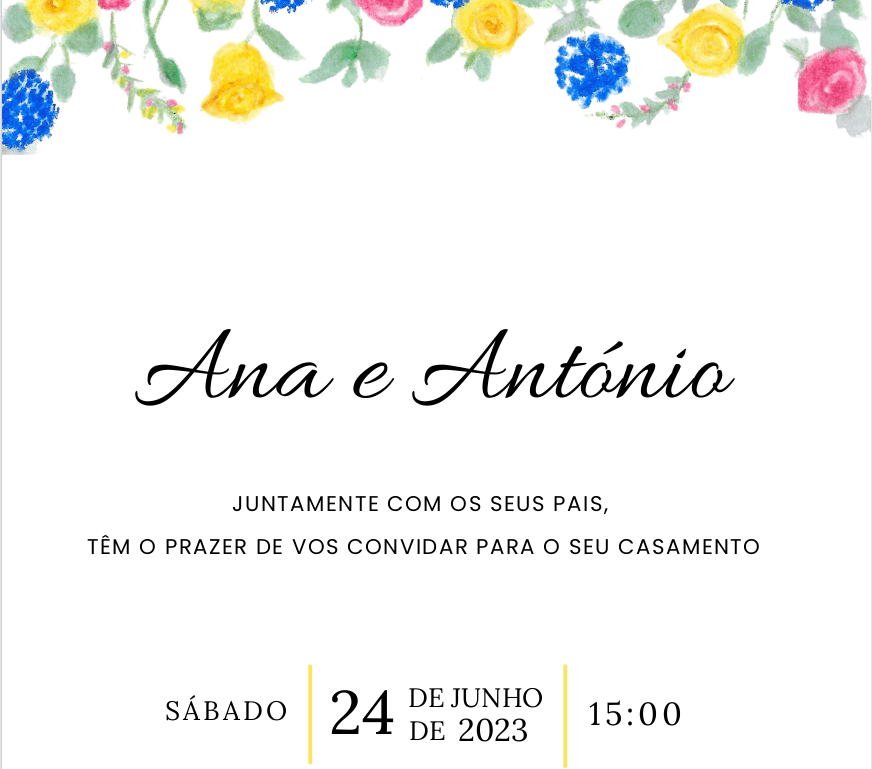 Ana e António
JUNTAMENTE COM OS SEUS PAIS,
TÊM O PRAZER DE VOS CONVIDAR PARA O SEU CASAMENTO
SÁBADO
24
DE JUNHO
DE 2023
15:00